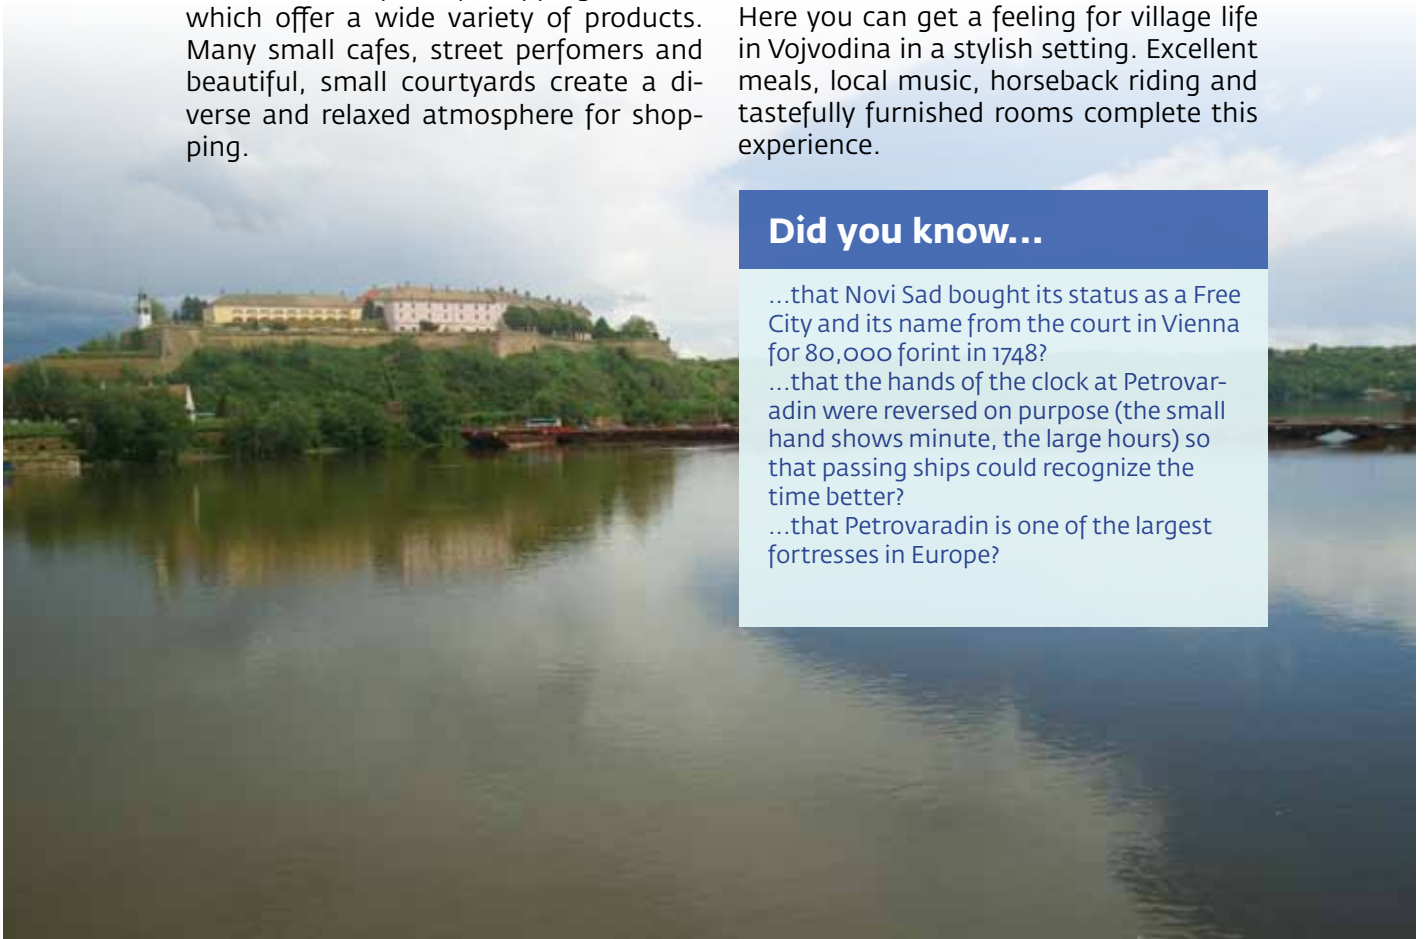 which offer a wide variety of products.
Many small cafes, street perfomers and
beautiful, small courtyards create a di-
verse and relaxed atmosphere for shop-
ping.
Here you can get a feeling for village life
in Vojvodina in a stylish setting. Excellent
meals, local music, horseback riding and
tastefully furnished rooms complete this
experience.
Did you know...
...that Novi Sad bought its status as a Free
City and its name from the court in Vienna
for 80,000 forint in 1748?
...that the hands of the clock at Petrovar-
adin were reversed on purpose (the small
hand shows minute, the large hours) so
that passing ships could recognize the
time better?
...that Petrovaradin is one of the largest
fortresses in Europe?